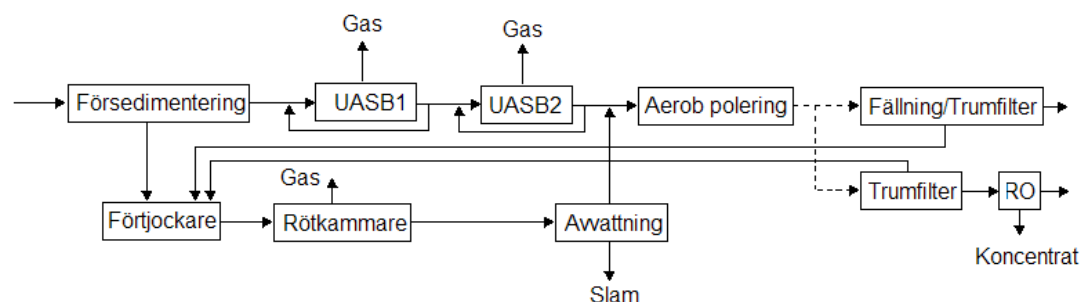 Gas
Gas
Försedimentering
UASB1
UASB2
Aerob polering
Fällning/Trumfilter
Gas
Trumfilter
RO
Förtjockare
Rötkammare
Avvattning
Koncentrat
Slam